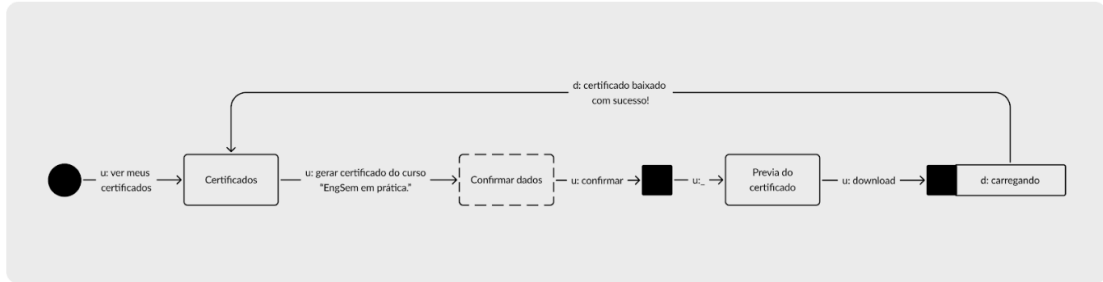 d: certificado baixado
com sucesso!
u: ver meus
certificados
Certificados
u: gerar certificado do curso
“EngSem em prática.”
Confirmar dados
u: confirmar
u:_
Previa do
certificado
u: download
d: carregando